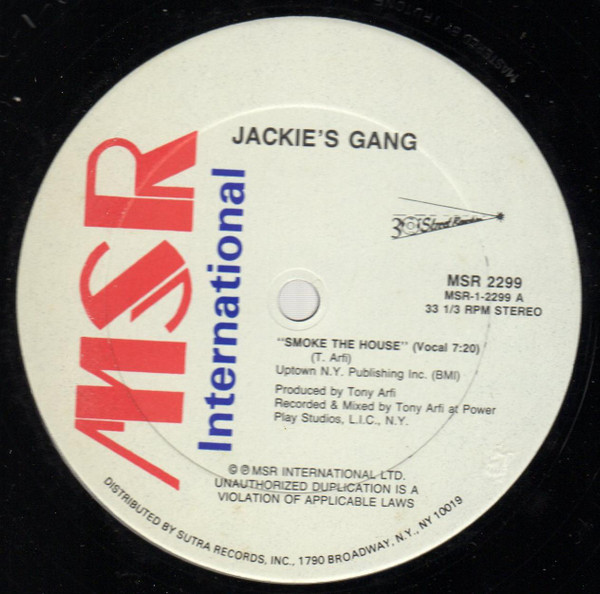 MASTERED BY
JACKIE'S GANG
MSR
International
MSR 2299
MSR-1-2299 A
33 1/3 RPM STEREO
"SMOKE THE HOUSE" (Vocal 7:20)
(T. Arfi)
Uptown N.Y. Publishing Inc. (BMI)
Produced by Tony Arfi
Recorded & Mixed by Tony Arfi at Power
Play Studios, L.I.C., N.Y.
© ℗ MSR INTERNATIONAL LTD.
UNAUTHORIZED DUPLICATION IS A
VIOLATION OF APPLICABLE LAWS
DISTRIBUTED BY SUTRA RECORDS, INC., 1790 BROADWAY, N.Y., NY 10019